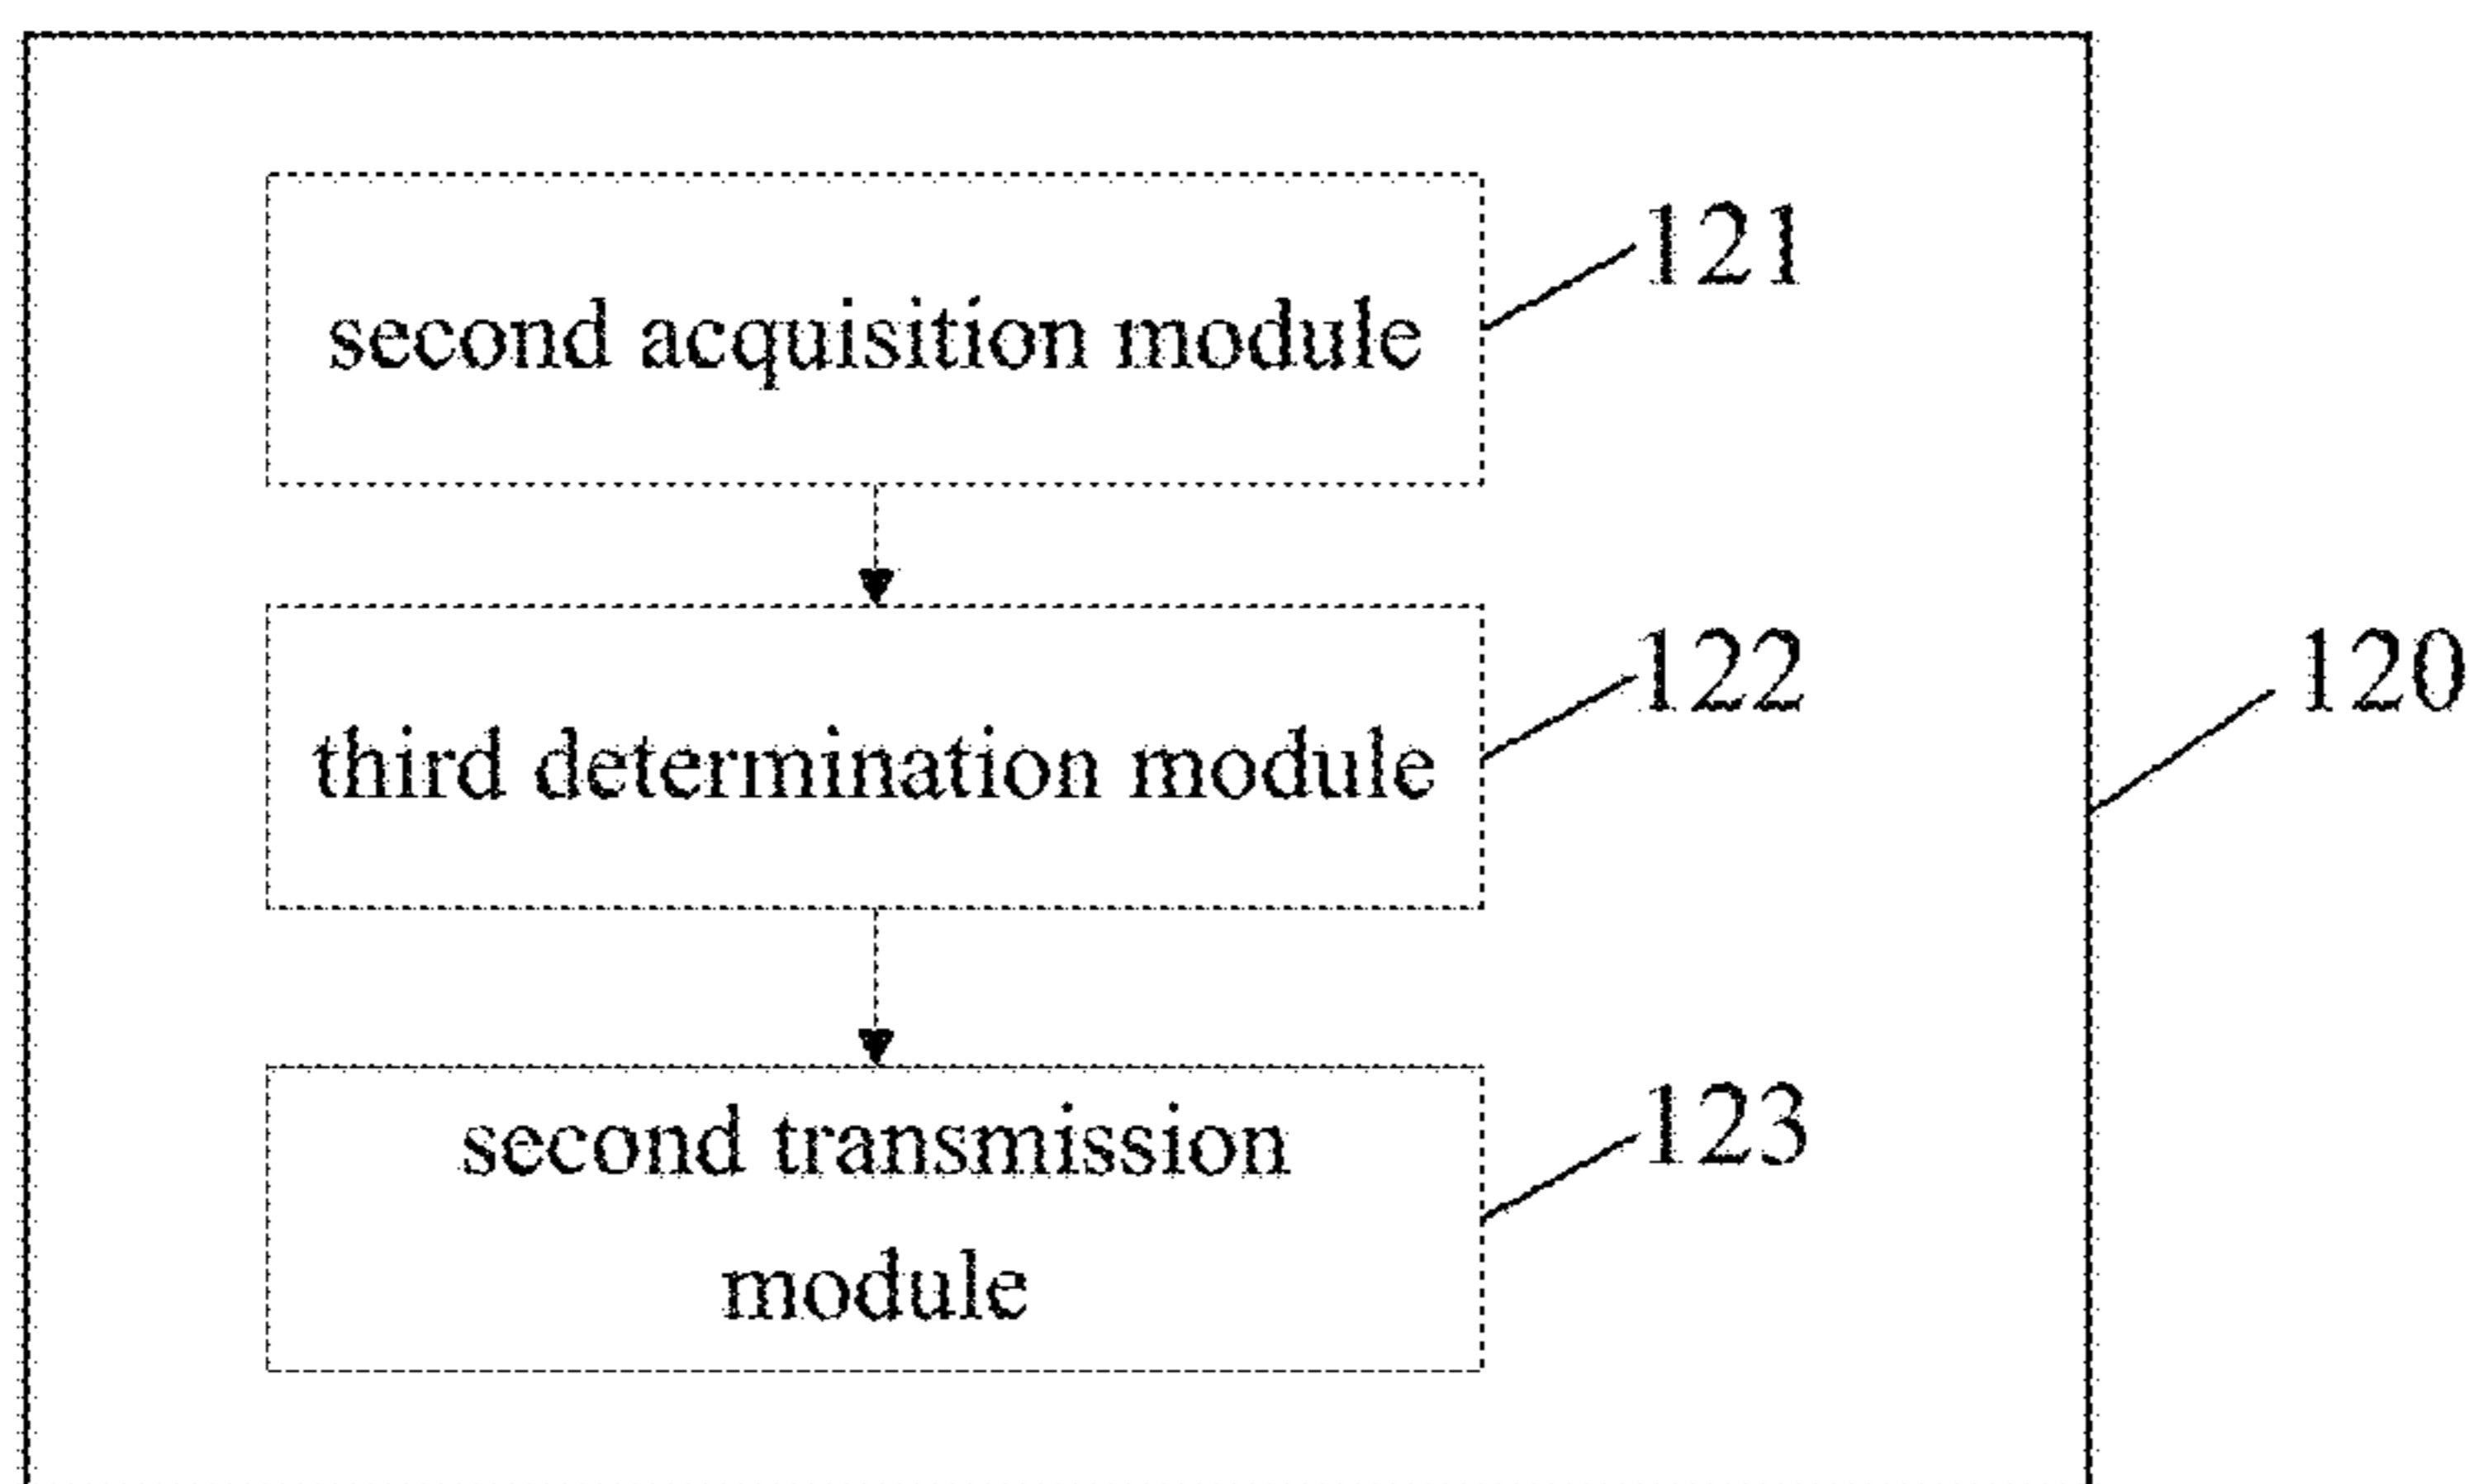 121
second acquisition module
122
120
third determination module
123
second transmission
module